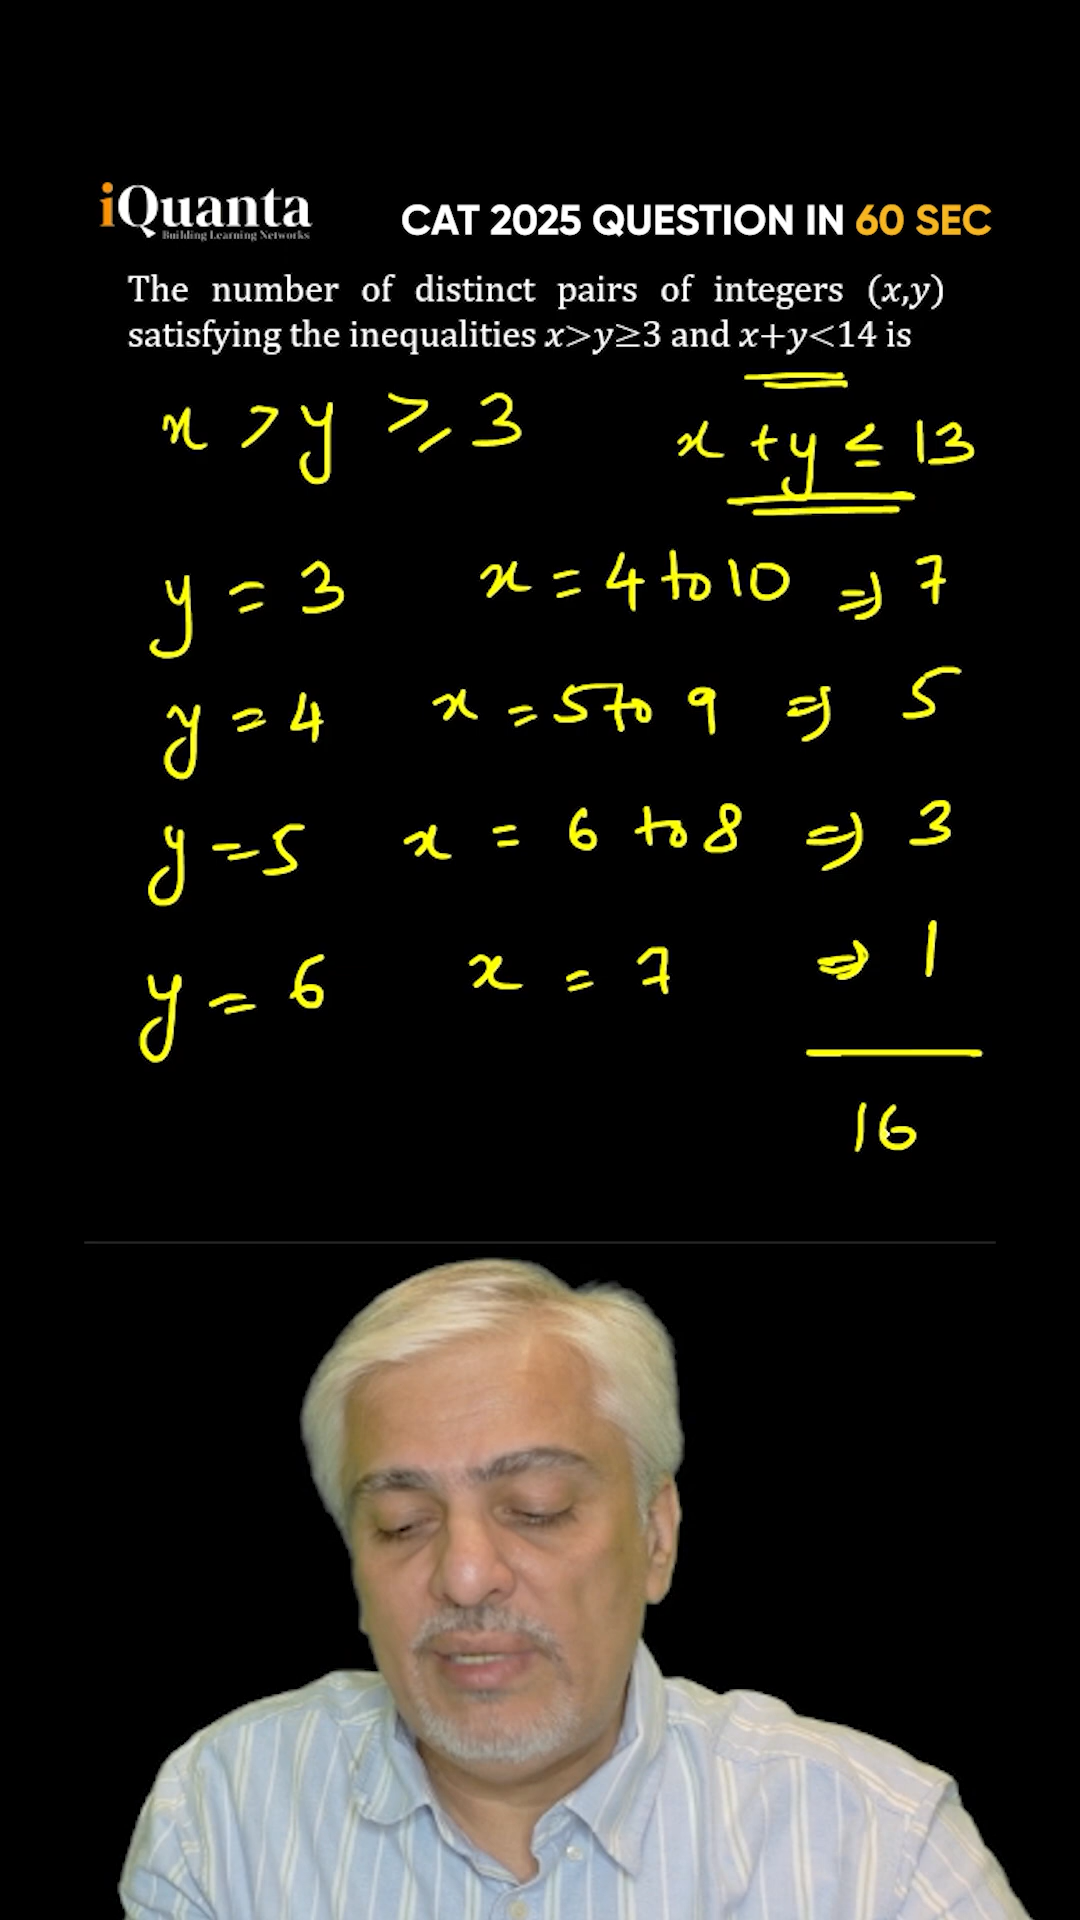 iQuanta
Building Learning Networks
CAT 2025 QUESTION IN 60 SEC
The number of distinct pairs of integers (x,y)
satisfying the inequalities x>y≥3 and x+y<14 is
x > y ≥ 3 x + y ≤ 13
y = 3 x = 4 to 10 ⇒ 7
y = 4 x = 5 to 9 ⇒ 5
y = 5 x = 6 to 8 ⇒ 3
y = 6 x = 7 ⇒ 1
16